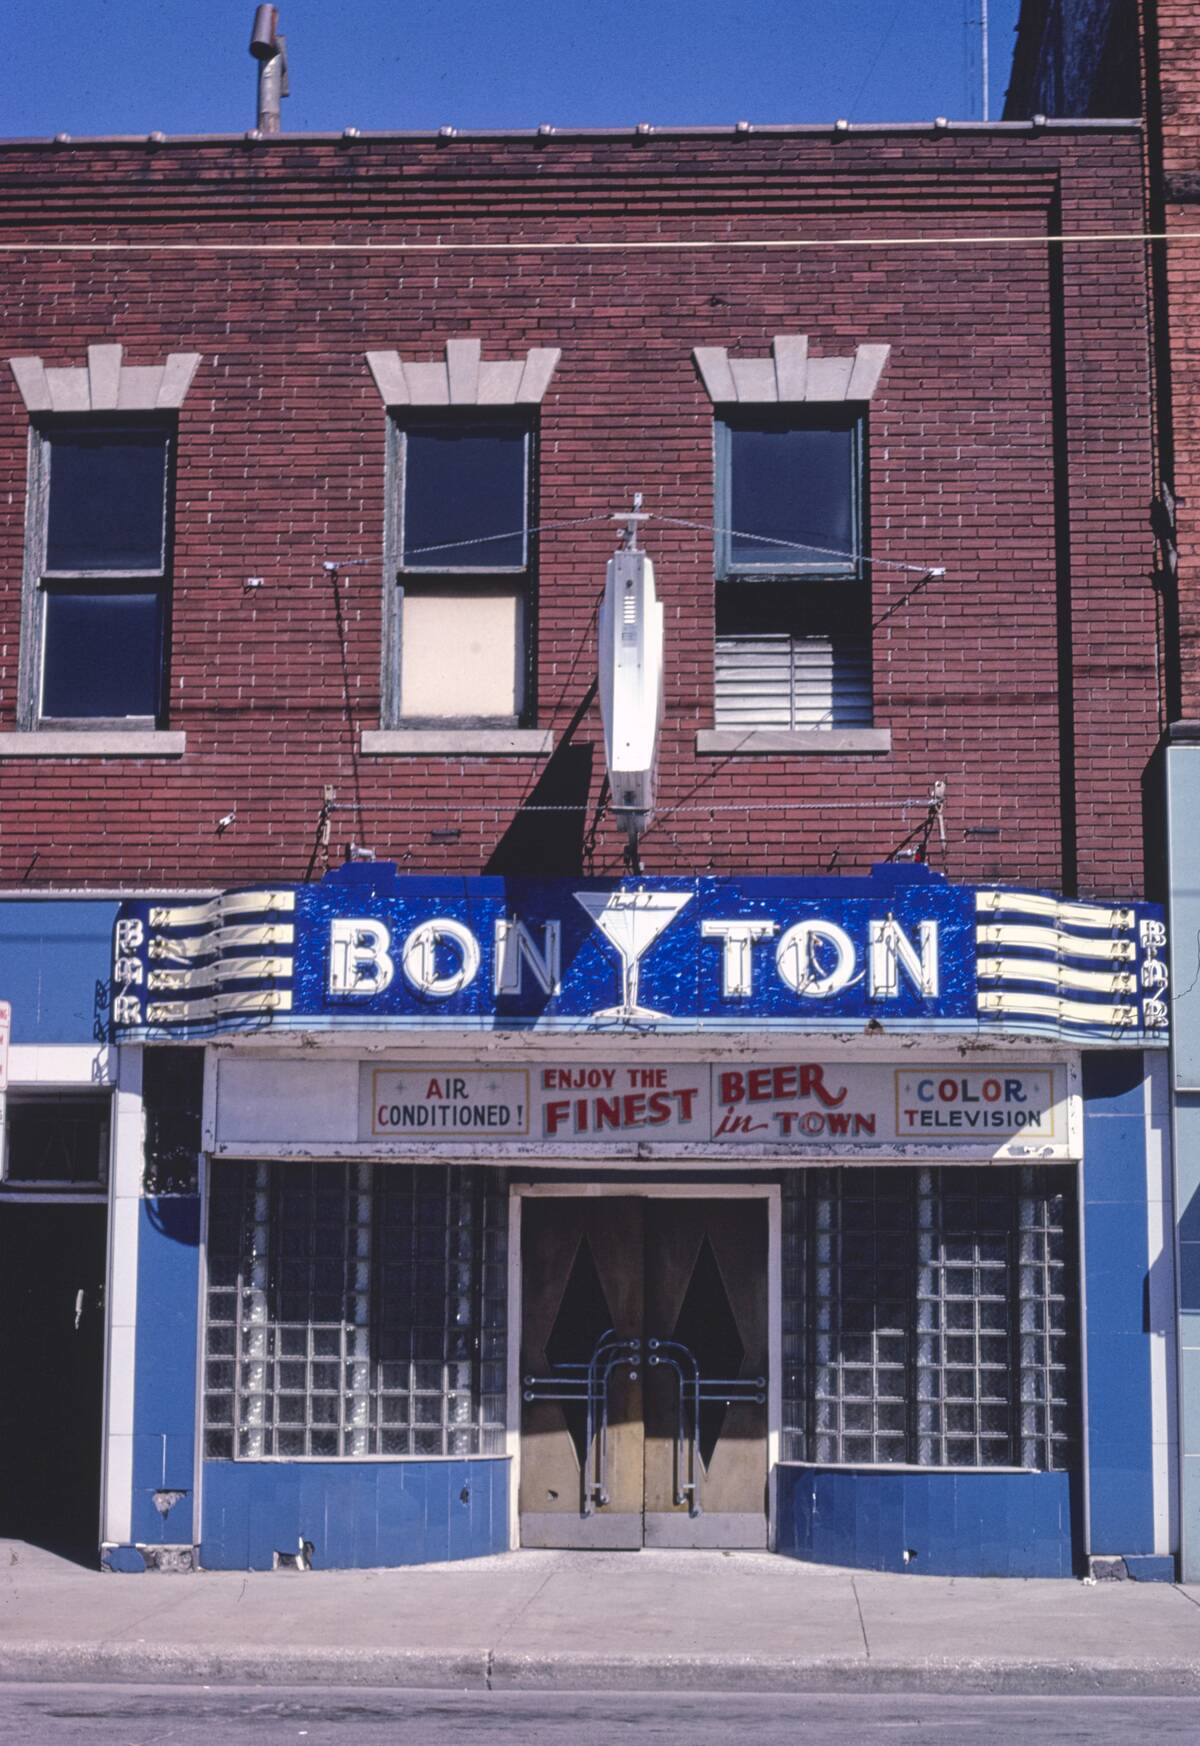 BAR
BON TON
BAR
AIR
CONDITIONED!
ENJOY THE
FINEST
BEER
in TOWN
COLOR
TELEVISION